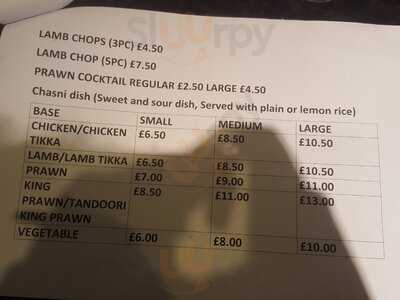 sluurpy
LAMB CHOPS (3PC) £4.50
LAMB CHOP (5PC) £7.50
PRAWN COCKTAIL REGULAR £2.50 LARGE £4.50
Chasni dish (Sweet and sour dish, Served with plain or lemon rice)
BASE SMALL MEDIUM LARGE
CHICKEN/CHICKEN £6.50 £8.50 £10.50
TIKKA
LAMB/LAMB TIKKA £6.50 £8.50 £10.50
PRAWN £7.00 £9.00 £11.00
KING £8.50 £11.00 £13.00
PRAWN/TANDOORI
KING PRAWN
VEGETABLE £6.00 £8.00 £10.00